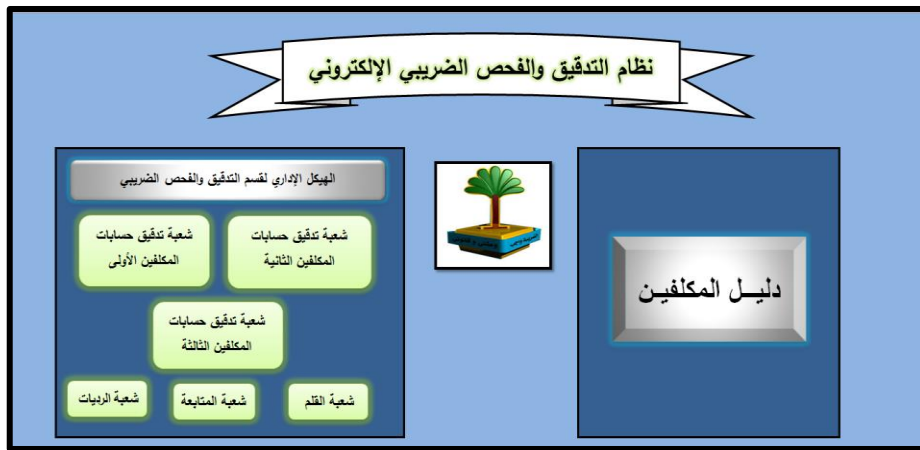 نظام التدقيق والفحص الضريبي الإلكتروني
دليــل المكلفيـن
الهيكل الإداري لقسم التدقيق والفحص الضريبي
شعبة تدقيق حسابات
المكلفين الثانية
شعبة تدقيق حسابات
المكلفين الأولى
شعبة تدقيق حسابات
المكلفين الثالثة
شعبة القلم
شعبة المتابعة
شعبة الرديات